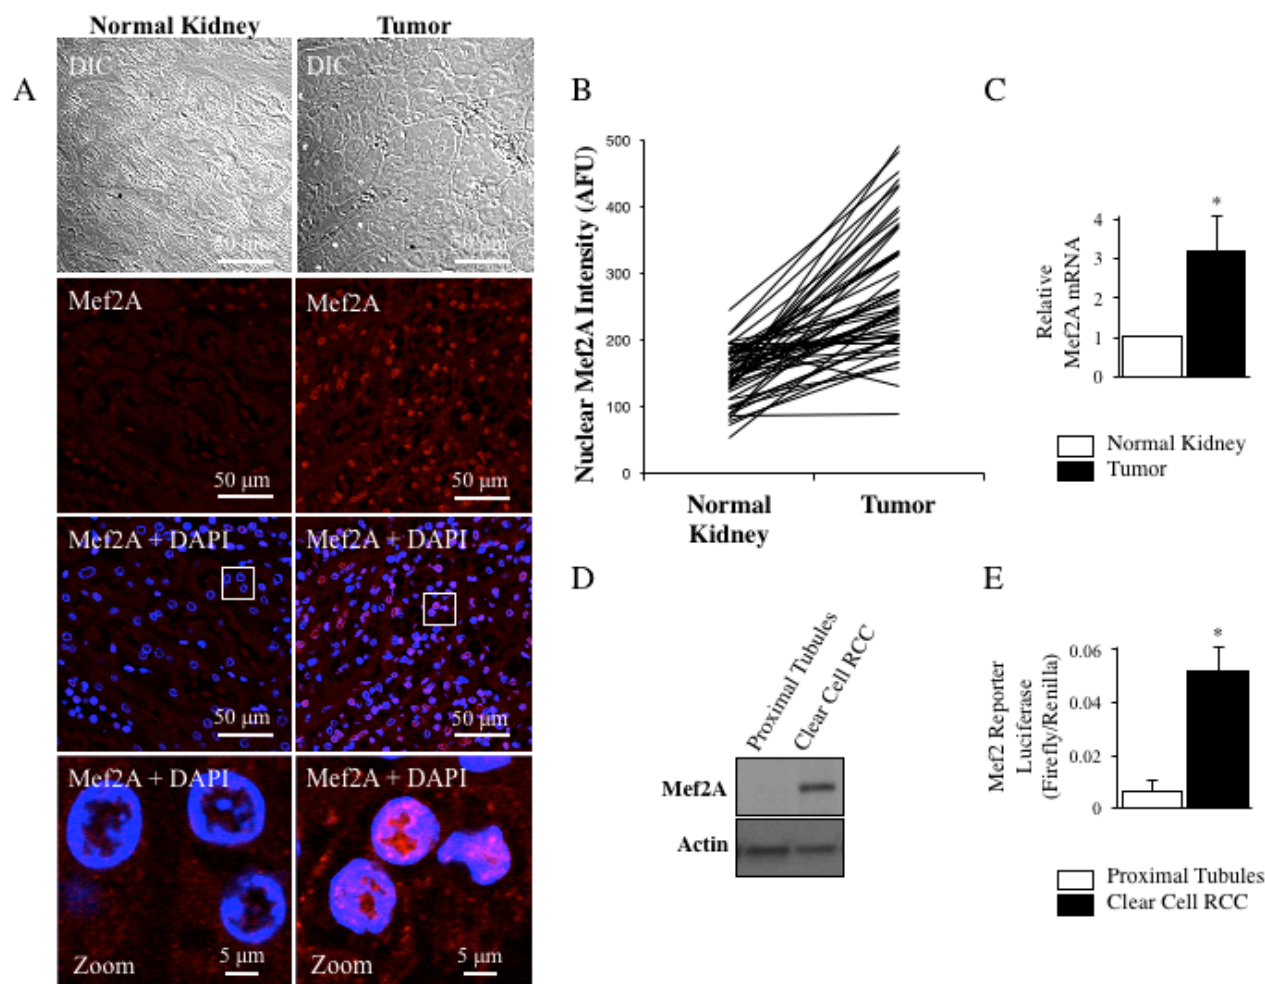 Normal Kidney
Tumor
A
DIC
DIC
50 μm
Mef2A
Mef2A
50 μm
50 μm
Mef2A + DAPI
Mef2A + DAPI
50 μm
50 μm
Mef2A + DAPI
Mef2A + DAPI
5 μm
5 μm
Zoom
Zoom
B
Nuclear Mef2A Intensity (AFU)
500
400
300
200
100
0
Normal
Kidney
Tumor
C
Relative
Mef2A mRNA
4
3
2
1
0
*
Normal Kidney
Tumor
D
Proximal Tubules
Clear Cell RCC
Mef2A
Actin
E
Mef2 Reporter
Luciferase
(Firefly/Renilla)
0.06
0.04
0.02
0
*
Proximal Tubules
Clear Cell RCC